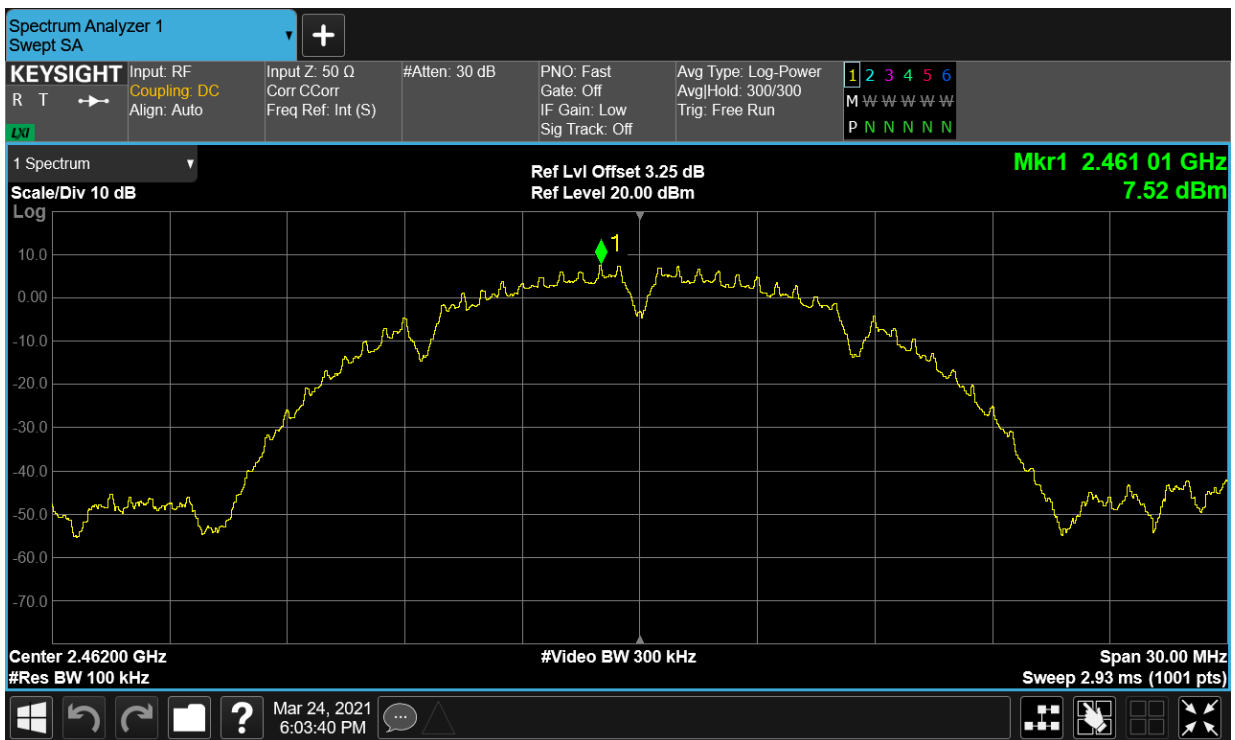 Spectrum Analyzer 1
Swept SA
KEYSIGHT
R T
LXI
Input: RF
Coupling: DC
Align: Auto
Input Z: 50 Ω
Corr CCorr
Freq Ref: Int (S)
#Atten: 30 dB
PNO: Fast
Gate: Off
IF Gain: Low
Sig Track: Off
Avg Type: Log-Power
Avg|Hold: 300/300
Trig: Free Run
1 2 3 4 5 6
M W W W W W
P N N N N N
1 Spectrum
Scale/Div 10 dB
Log
Ref Lvl Offset 3.25 dB
Ref Level 20.00 dBm
Mkr1 2.461 01 GHz
7.52 dBm
1
10.0
0.00
-10.0
-20.0
-30.0
-40.0
-50.0
-60.0
-70.0
Center 2.46200 GHz
#Res BW 100 kHz
#Video BW 300 kHz
Span 30.00 MHz
Sweep 2.93 ms (1001 pts)
?
Mar 24, 2021
6:03:40 PM